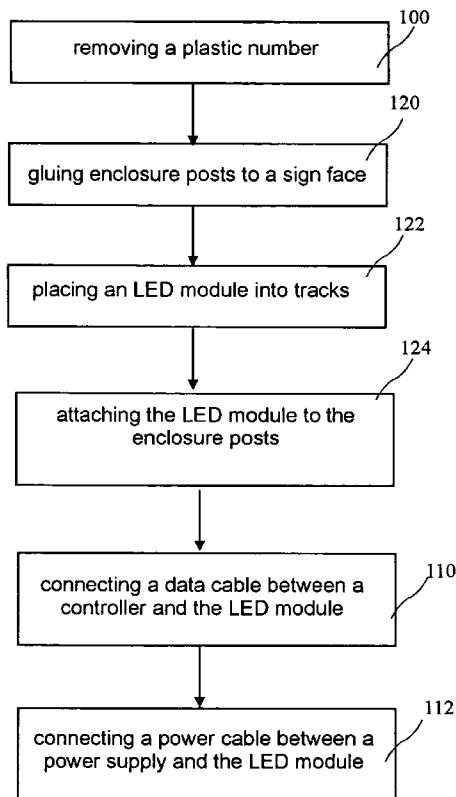 100
removing a plastic number
120
gluing enclosure posts to a sign face
122
placing an LED module into tracks
124
attaching the LED module to the
enclosure posts
110
connecting a data cable between a
controller and the LED module
112
connecting a power cable between a
power supply and the LED module